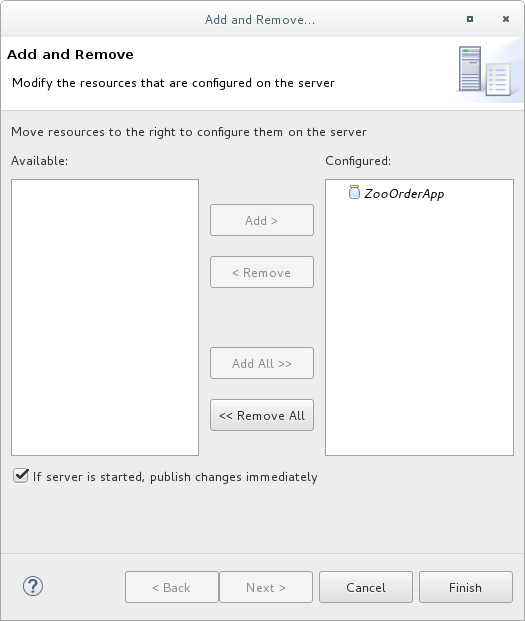 Add and Remove...
Add and Remove
Modify the resources that are configured on the server
Move resources to the right to configure them on the server
Available:
Configured:
ZooOrderApp
Add >
< Remove
Add All >>
<< Remove All
If server is started, publish changes immediately
?
< Back
Next >
Cancel
Finish